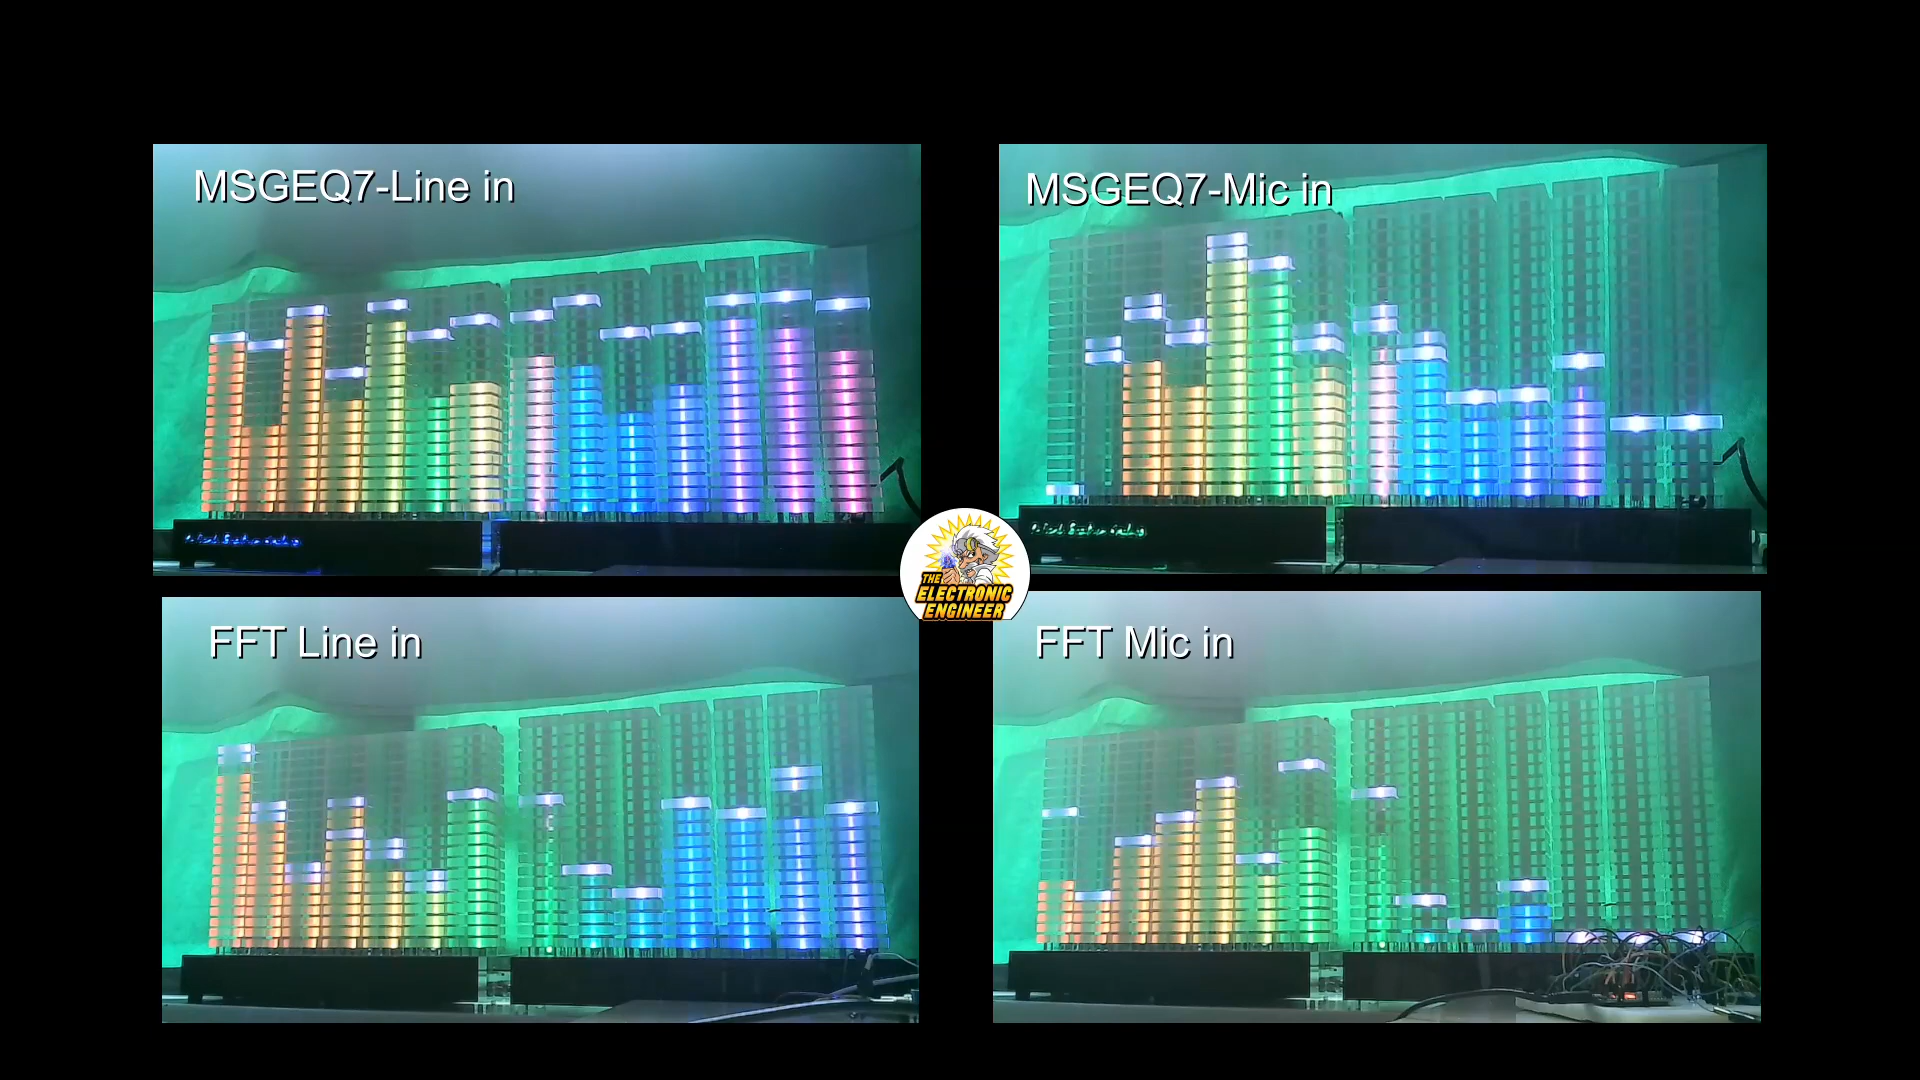 MSGEQ7-Line in
MSGEQ7-Mic in
THE
ELECTRONIC
ENGINEER
FFT Line in
FFT Mic in